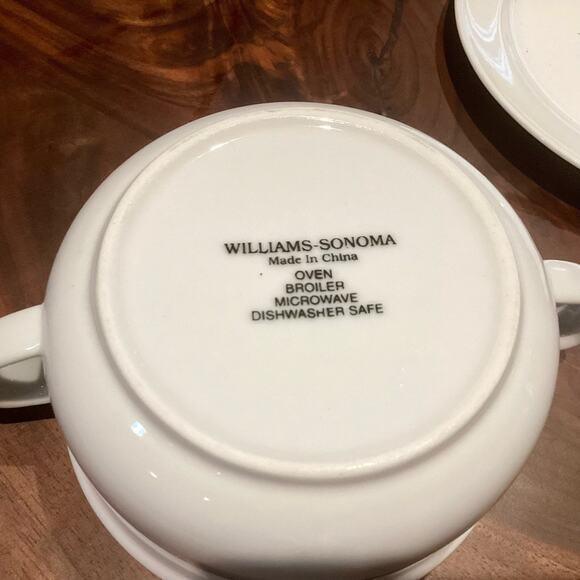 WILLIAMS-SONOMA
Made In China
OVEN
BROILER
MICROWAVE
DISHWASHER SAFE